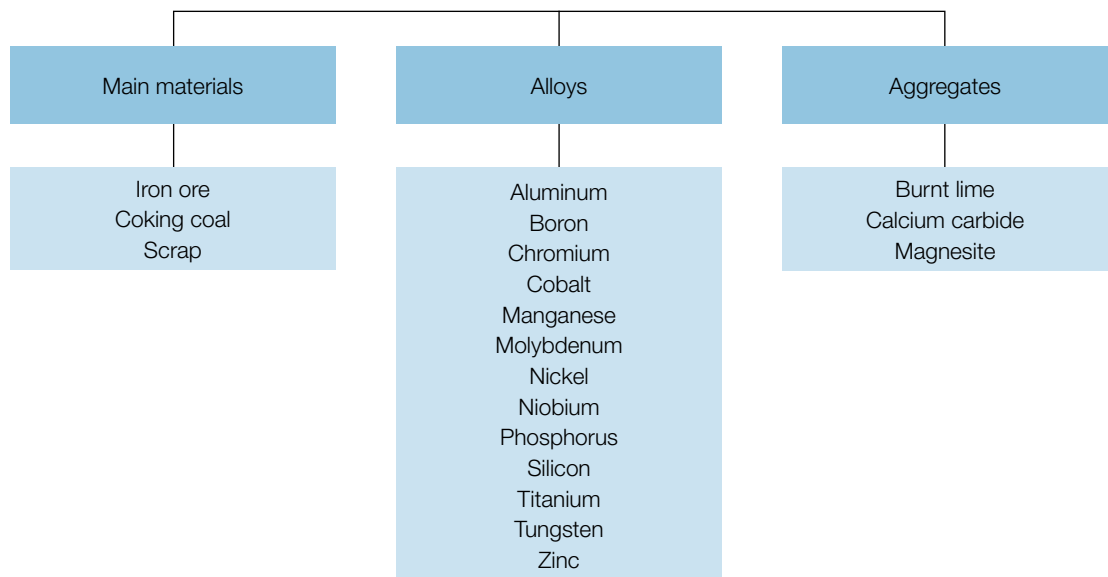 Main materials
Iron ore
Coking coal
Scrap
Alloys
Aluminum
Boron
Chromium
Cobalt
Manganese
Molybdenum
Nickel
Niobium
Phosphorus
Silicon
Titanium
Tungsten
Zinc
Aggregates
Burnt lime
Calcium carbide
Magnesite